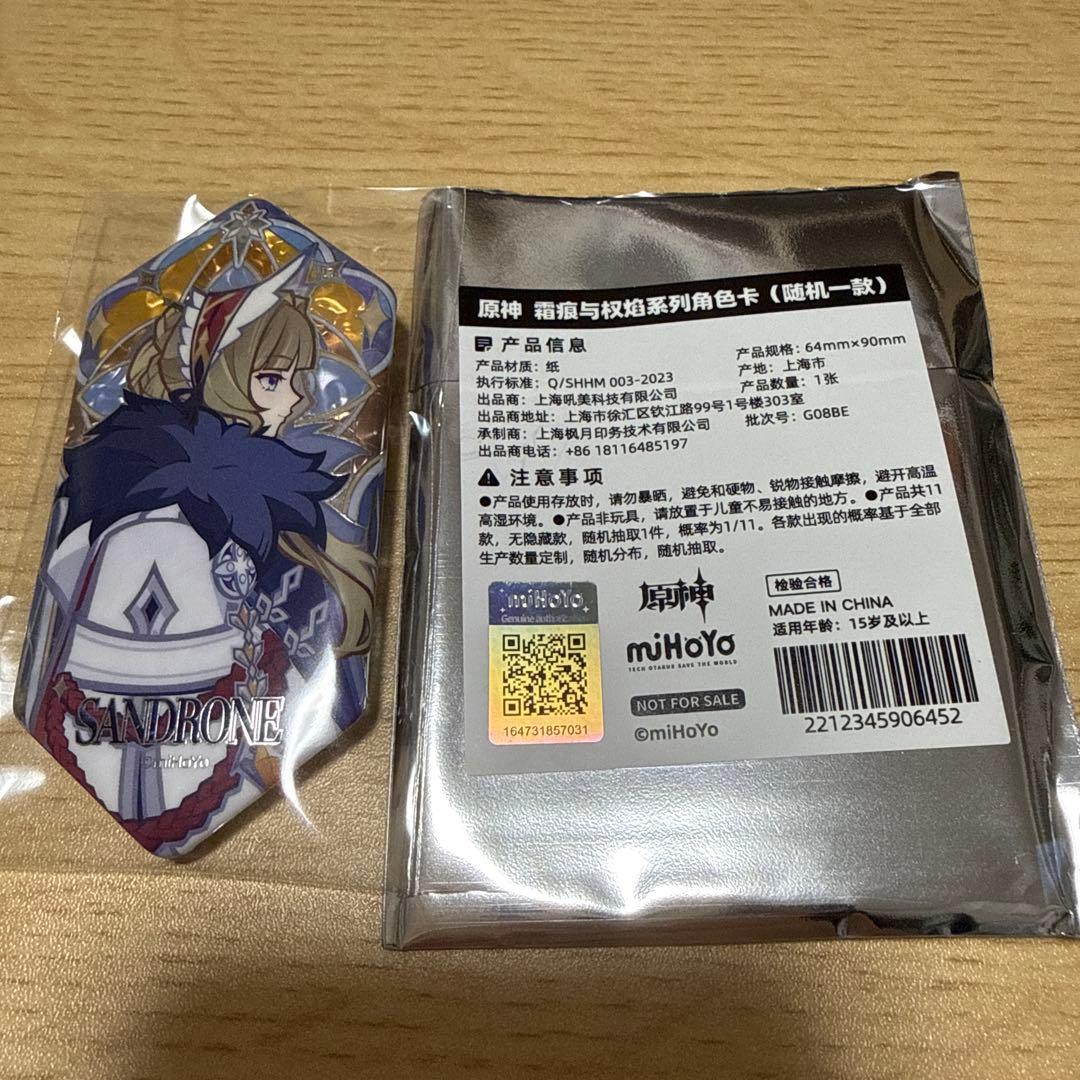 SANDRONE
©miHoYo
原神 霜痕与权焰系列角色卡（随机一款）
产品信息
产品材质：纸
产品规格：64mm×90mm
执行标准：Q/SHHM 003-2023
产地：上海市
出品商：上海吼美科技有限公司
产品数量：1张
出品商地址：上海市徐汇区钦江路99号1号楼303室
承制商：上海枫月印务技术有限公司
批次号：G08BE
出品商电话：+86 18116485197
注意事项
●产品使用存放时，请勿暴晒，避免和硬物、锐物接触摩擦，避开高温
高湿环境。●产品非玩具，请放置于儿童不易接触的地方。●产品共11
款，无隐藏款，随机抽取1件，概率为1/11。各款出现的概率基于全部
生产数量定制，随机分布，随机抽取。
miHoYo
Genuine
164731857031
原神
miHoYo
TECH OTAKUS SAVE THE WORLD
NOT FOR SALE
©miHoYo
检验合格
MADE IN CHINA
适用年龄：15岁及以上
2212345906452